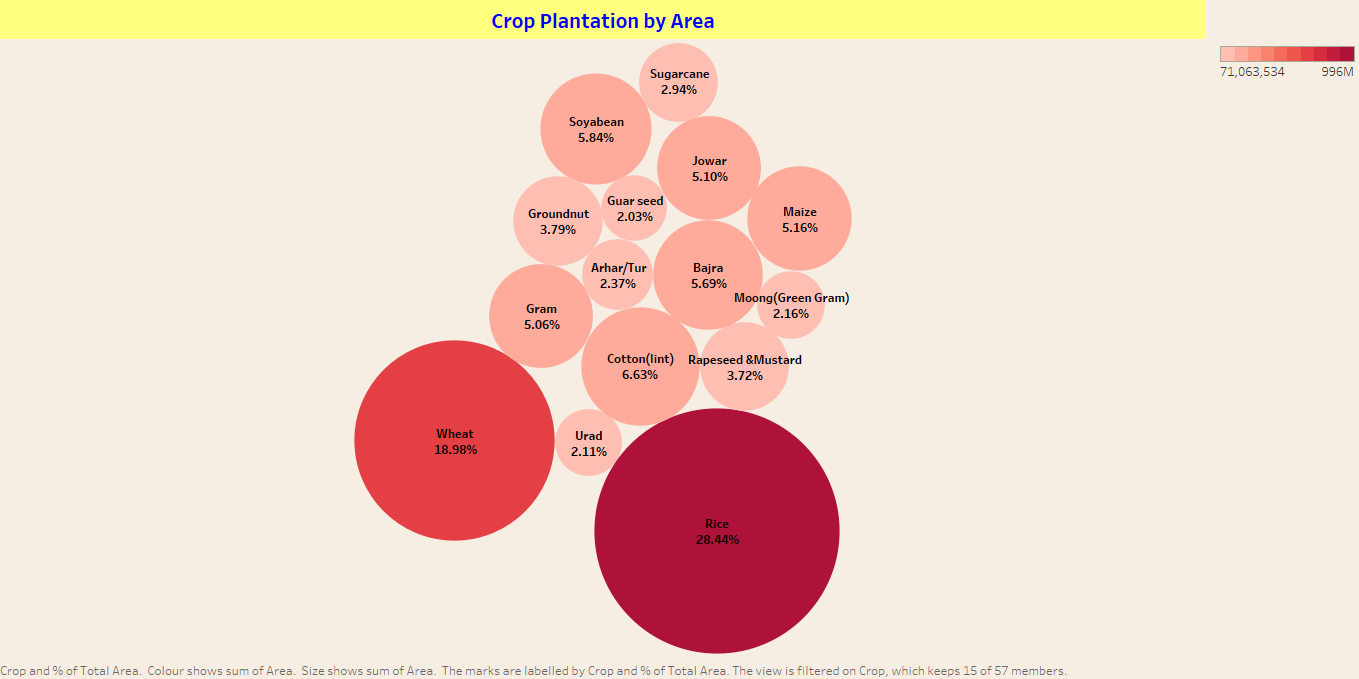 Crop Plantation by Area
71,063,534 996M
Sugarcane
2.94%
Soyabean
5.84%
Jowar
5.10%
Maize
5.16%
Guar seed
2.03%
Groundnut
3.79%
Arhar/Tur
2.37%
Bajra
5.69%
Moong(Green Gram)
2.16%
Gram
5.06%
Cotton(lint)
6.63%
Rapeseed &Mustard
3.72%
Wheat
18.98%
Urad
2.11%
Rice
28.44%
Crop and % of Total Area.  Colour shows sum of Area.  Size shows sum of Area.  The marks are labelled by Crop and % of Total Area. The view is filtered on Crop, which keeps 15 of 57 members.